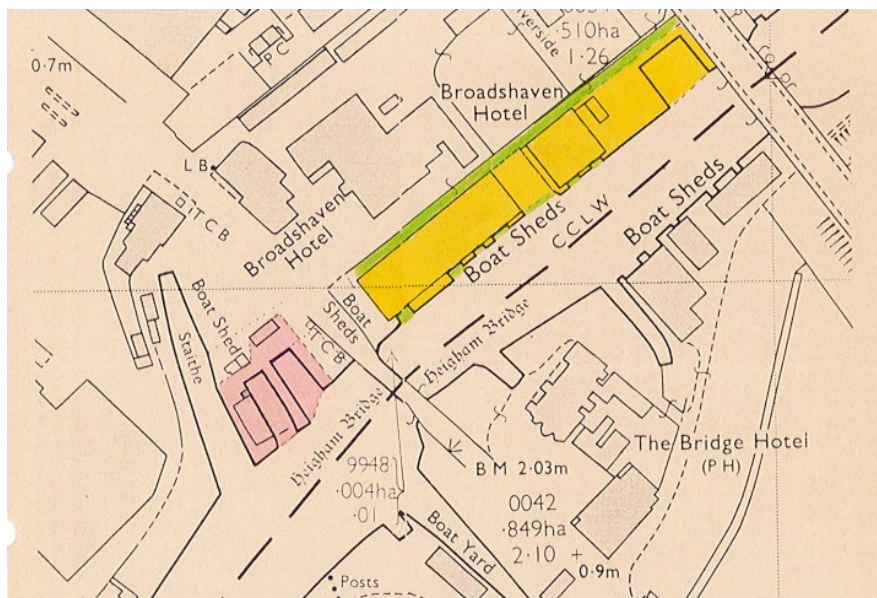 ·510ha
1·26
Riverside
PC
0·7m
Broadshaven
Hotel
LB
TCB
Broadshaven
Hotel
Boat Sheds
CCLW
Boat Sheds
Boat
Sheds
Boat Shed
Staithe
TCB
Heigham Bridge
Heigham Bridge
The Bridge Hotel
(PH)
BM 2·03m
9948
·004ha
·01
0042
·849ha
2·10 +
0·9m
Boat Yard
Posts